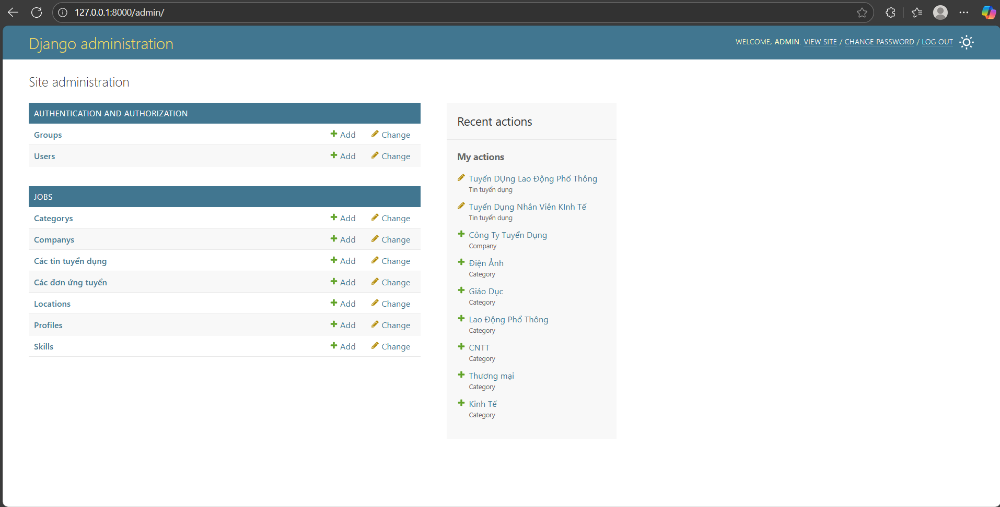 127.0.0.1:8000/admin/
Django administration
WELCOME, ADMIN. VIEW SITE / CHANGE PASSWORD / LOG OUT
Site administration
AUTHENTICATION AND AUTHORIZATION
Groups Add Change
Users Add Change
JOBS
Categorys Add Change
Companys Add Change
Các tin tuyển dụng Add Change
Các đơn ứng tuyển Add Change
Locations Add Change
Profiles Add Change
Skills Add Change
Recent actions
My actions
Tuyển DỤng Lao Động Phổ Thông
Tin tuyển dụng
Tuyển Dụng Nhân Viên KInh Tế
Tin tuyển dụng
Công Ty Tuyển Dụng
Company
Điện Ảnh
Category
Giáo Dục
Category
Lao Động Phổ Thông
Category
CNTT
Category
Thương mại
Category
Kinh Tế
Category